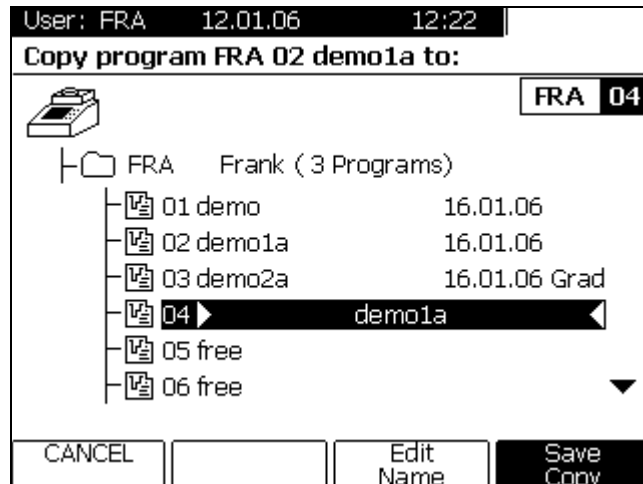 User: FRA 12.01.06 12:22
Copy program FRA 02 demo1a to:
FRA 04
FRA Frank ( 3 Programs)
01 demo 16.01.06
02 demo1a 16.01.06
03 demo2a 16.01.06 Grad
04 demo1a
05 free
06 free
CANCEL
Edit Name
Save Copy